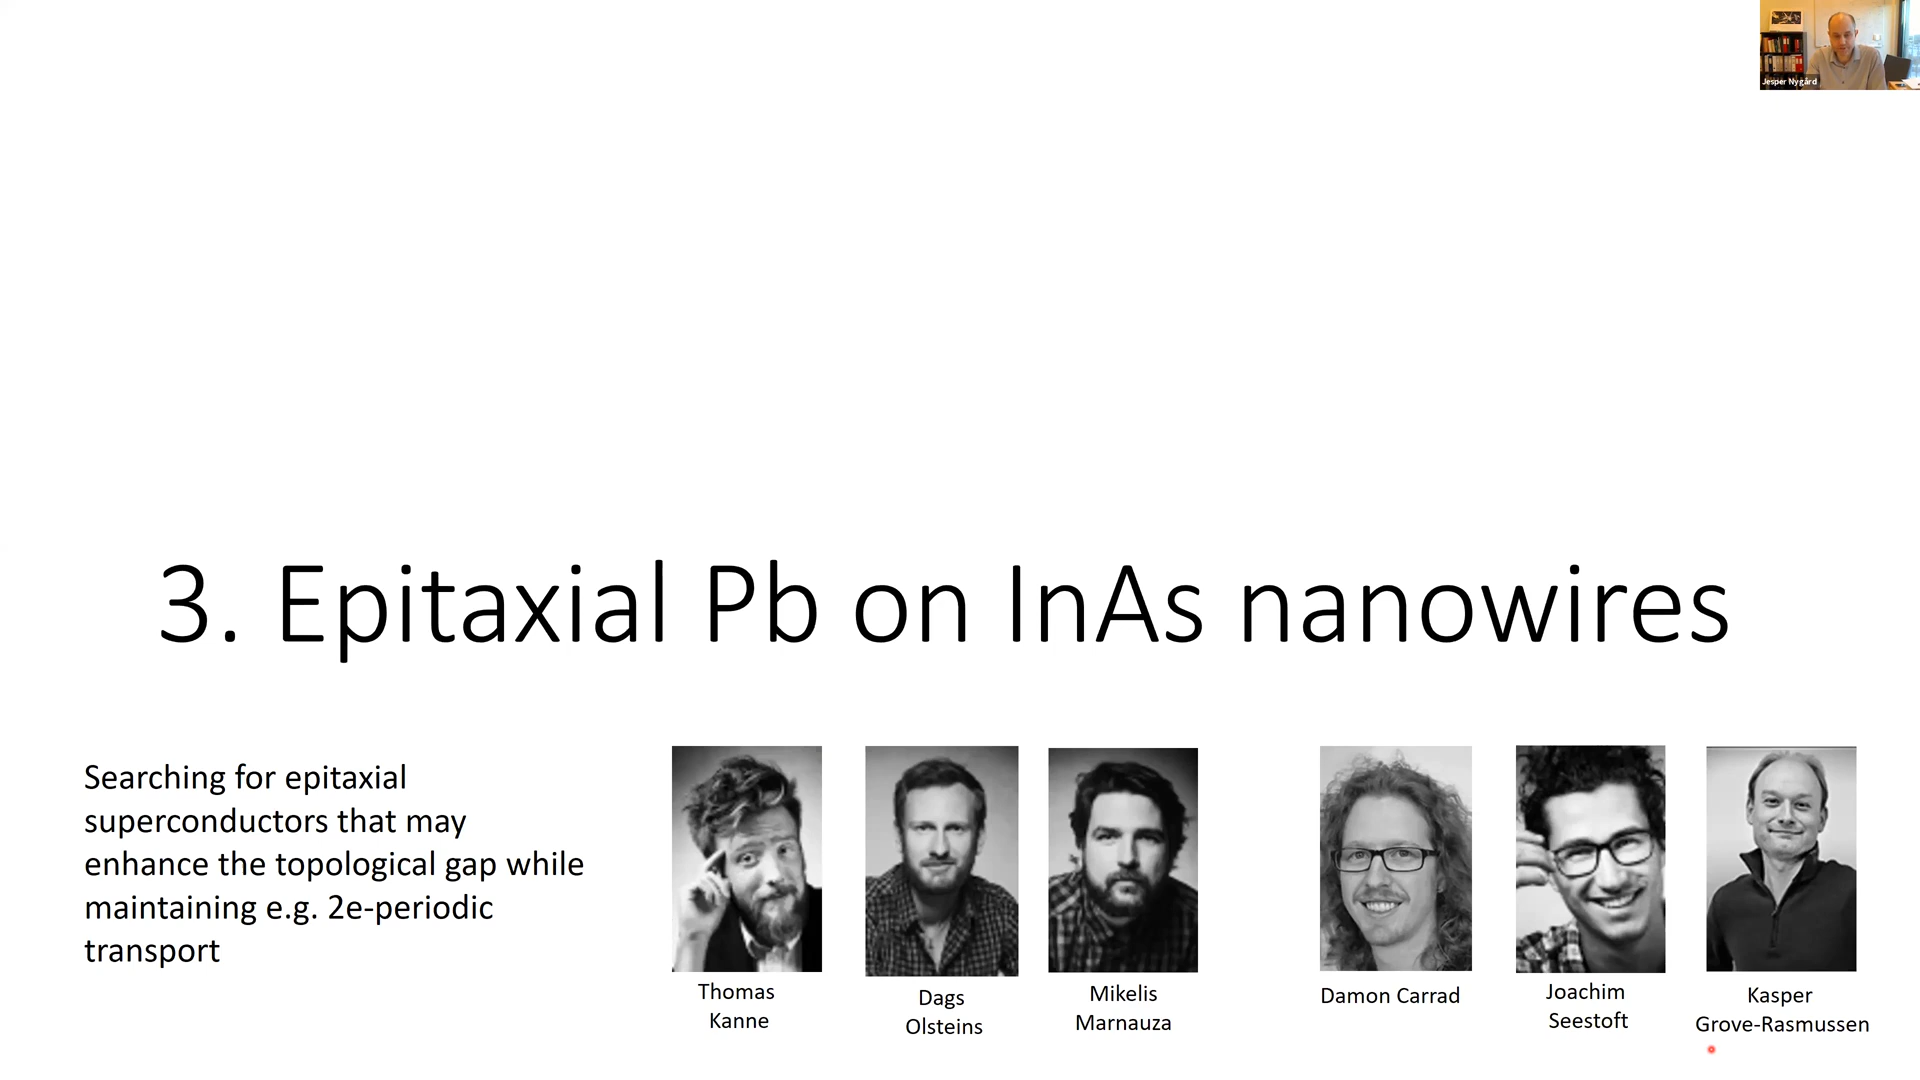 Jesper Nygård
3. Epitaxial Pb on InAs nanowires
Searching for epitaxial
superconductors that may
enhance the topological gap while
maintaining e.g. 2e-periodic
transport
Thomas
Kanne
Dags
Olsteins
Mikelis
Marnauza
Damon Carrad
Joachim
Seestoft
Kasper
Grove-Rasmussen